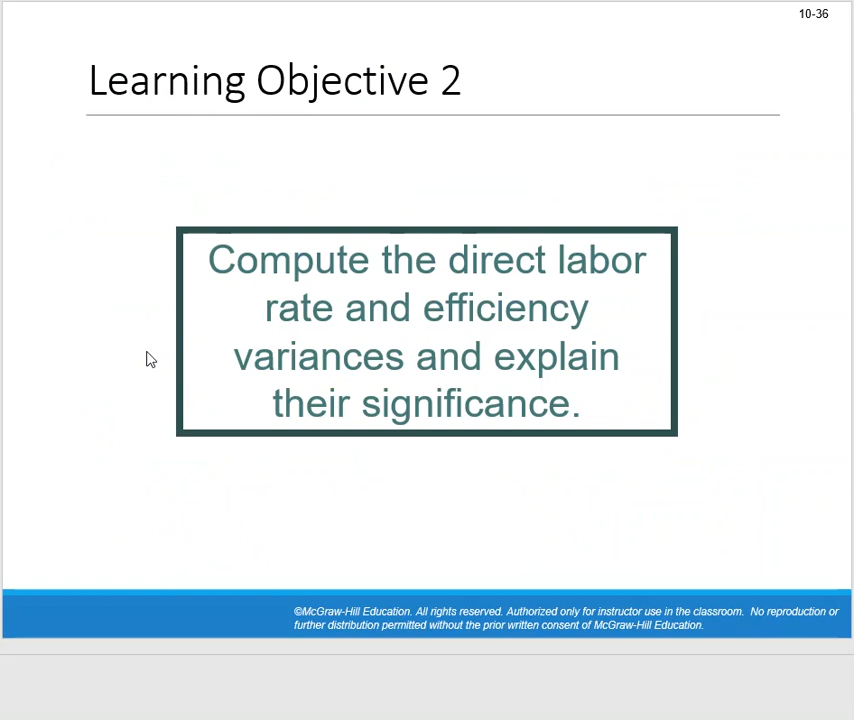 10-36
Learning Objective 2
Compute the direct labor
rate and efficiency
variances and explain
their significance.
©McGraw-Hill Education. All rights reserved. Authorized only for instructor use in the classroom.  No reproduction or
further distribution permitted without the prior written consent of McGraw-Hill Education.